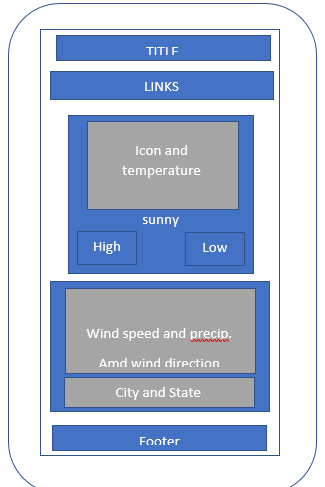 TITLE
LINKS
Icon and
temperature
sunny
High
Low
Wind speed and precip.
Amd wind direction
City and State
Footer